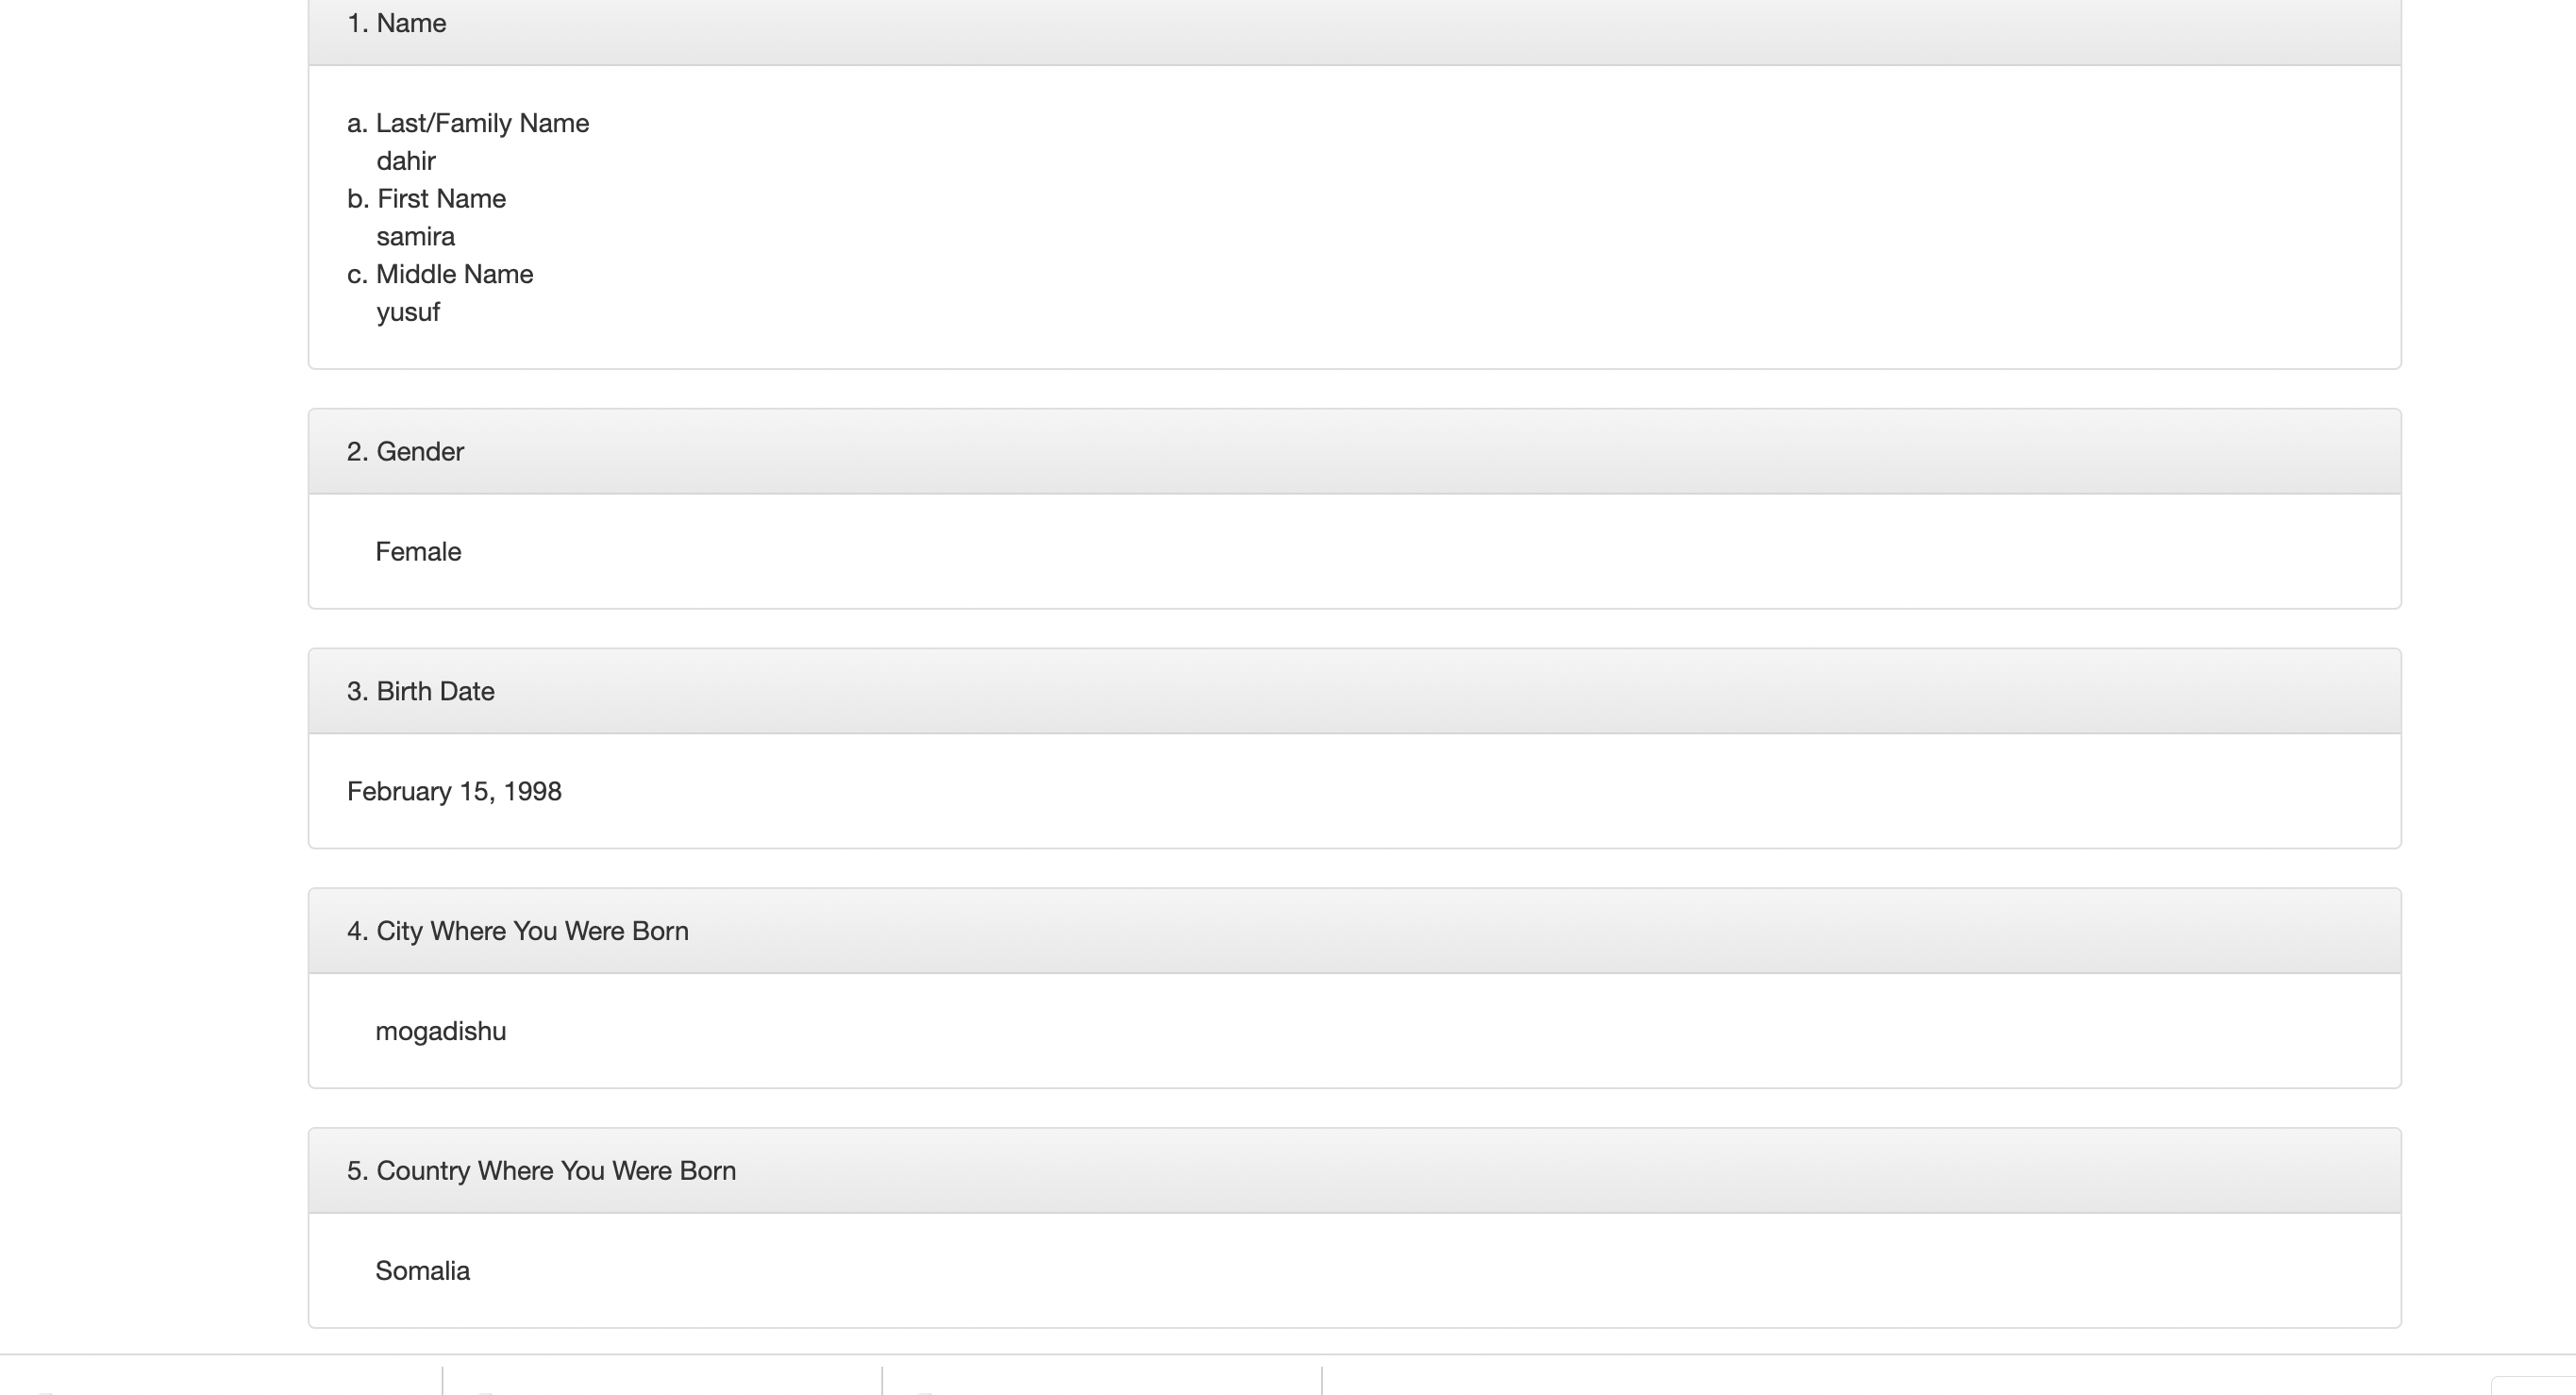 1. Name
a. Last/Family Name
dahir
b. First Name
samira
c. Middle Name
yusuf
2. Gender
Female
3. Birth Date
February 15, 1998
4. City Where You Were Born
mogadishu
5. Country Where You Were Born
Somalia